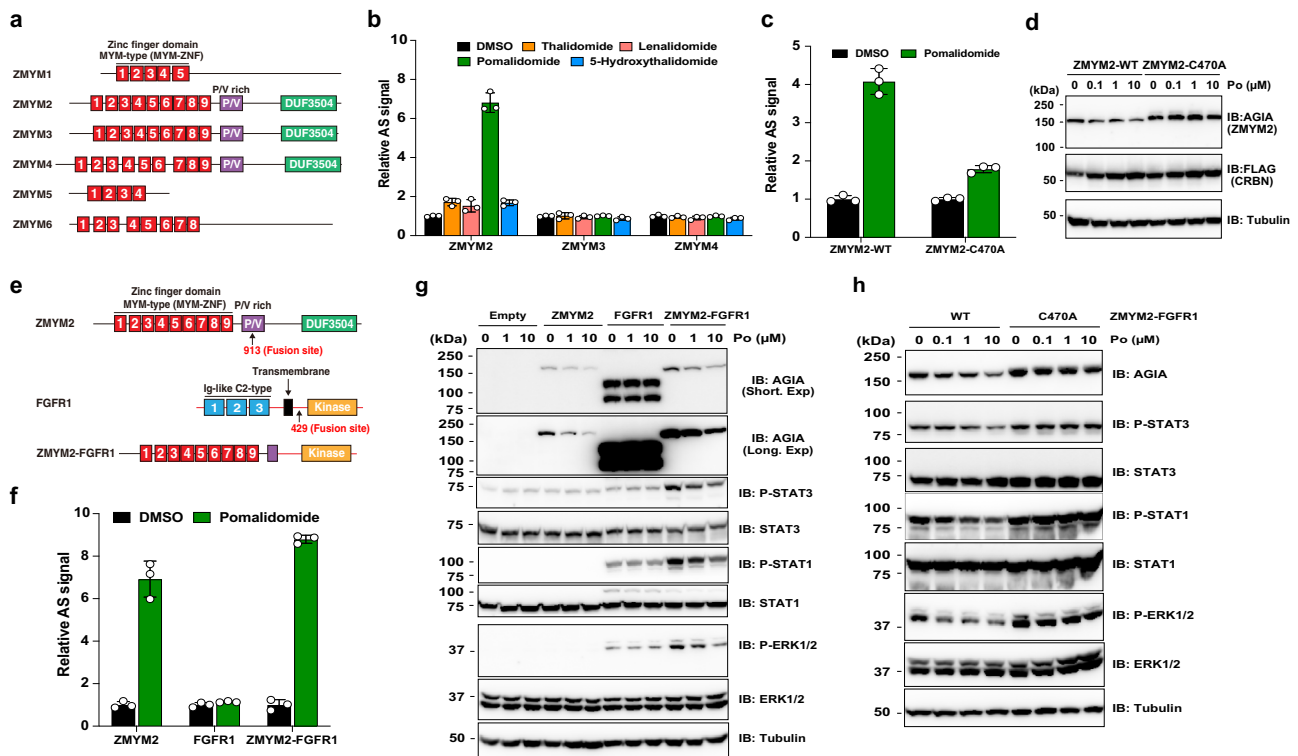 a
Zinc finger domain
MYM-type (MYM-ZNF)
ZMYM1
1 2 3 4 5
P/V rich
ZMYM2
1 2 3 4 5 6 7 8 9 P/V DUF3504
ZMYM3
1 2 3 4 5 6 7 8 9 P/V DUF3504
ZMYM4
1 2 3 4 5 6 7 8 9 P/V DUF3504
ZMYM5
1 2 3 4
ZMYM6
1 2 3 4 5 6 7 8
b
DMSO Thalidomide Lenalidomide
Pomalidomide 5-Hydroxythalidomide
Relative AS signal
10
8
6
4
2
0
ZMYM2 ZMYM3 ZMYM4
c
DMSO Pomalidomide
Relative AS signal
5
4
3
2
1
0
ZMYM2-WT ZMYM2-C470A
d
ZMYM2-WT ZMYM2-C470A
(kDa) 0 0.1 1 10 0 0.1 1 10 Po (µM)
250
150
100
IB:AGIA
(ZMYM2)
50
IB:FLAG
(CRBN)
50
IB: Tubulin
e
Zinc finger domain
MYM-type (MYM-ZNF) P/V rich
ZMYM2
1 2 3 4 5 6 7 8 9 P/V DUF3504
913 (Fusion site)
Transmembrane
Ig-like C2-type
FGFR1
1 2 3 Kinase
429 (Fusion site)
ZMYM2-FGFR1
1 2 3 4 5 6 7 8 9 Kinase
f
DMSO Pomalidomide
Relative AS signal
10
8
6
4
2
0
ZMYM2 FGFR1 ZMYM2-FGFR1
g
Empty ZMYM2 FGFR1 ZMYM2-FGFR1
(kDa) 0 1 10 0 1 10 0 1 10 0 1 10 Po (µM)
250
150
100
75
IB: AGIA
(Short. Exp)
250
150
100
75
IB: AGIA
(Long. Exp)
75
IB: P-STAT3
75
IB: STAT3
100
75
IB: P-STAT1
100
75
IB: STAT1
37
IB: P-ERK1/2
37
IB: ERK1/2
50
IB: Tubulin
h
WT C470A ZMYM2-FGFR1
(kDa) 0 0.1 1 10 0 0.1 1 10 Po (µM)
250
150
IB: AGIA
100
75
IB: P-STAT3
100
75
IB: STAT3
100
75
IB: P-STAT1
100
75
IB: STAT1
37
IB: P-ERK1/2
37
IB: ERK1/2
50
IB: Tubulin